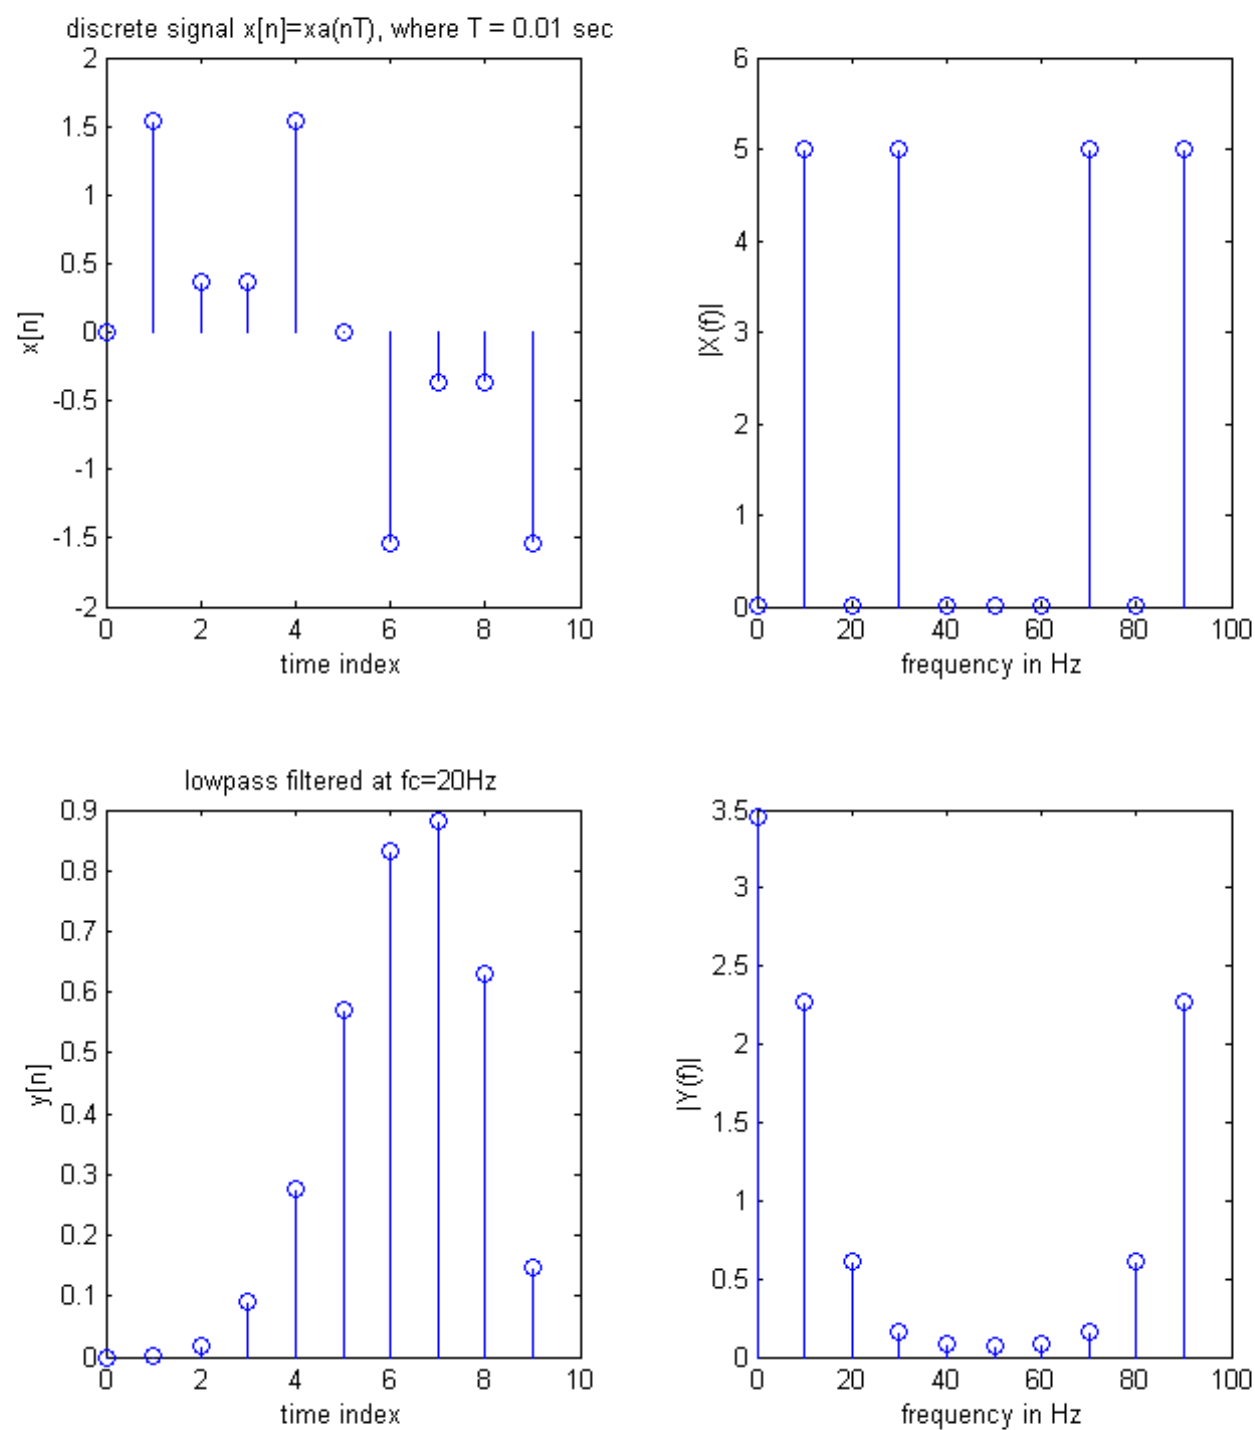 discrete signal x[n]=xa(nT), where T = 0.01 sec
2
1.5
1
0.5
0
-0.5
-1
-1.5
-2
x[n]
0 2 4 6 8 10
time index
6
5
4
3
2
1
0
|X(f)|
0 20 40 60 80 100
frequency in Hz
lowpass filtered at fc=20Hz
0.9
0.8
0.7
0.6
0.5
0.4
0.3
0.2
0.1
0
y[n]
0 2 4 6 8 10
time index
3.5
3
2.5
2
1.5
1
0.5
0
|Y(f)|
0 20 40 60 80 100
frequency in Hz